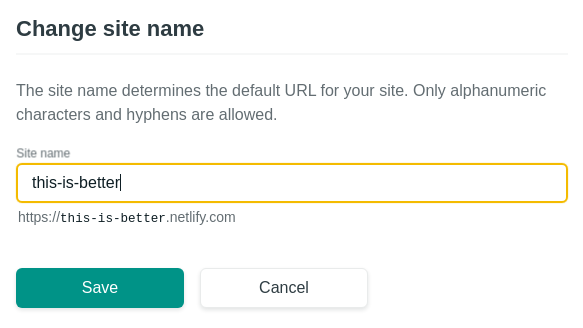 Change site name
The site name determines the default URL for your site. Only alphanumeric
characters and hyphens are allowed.
Site name
this-is-better
https://this-is-better.netlify.com
Save Cancel